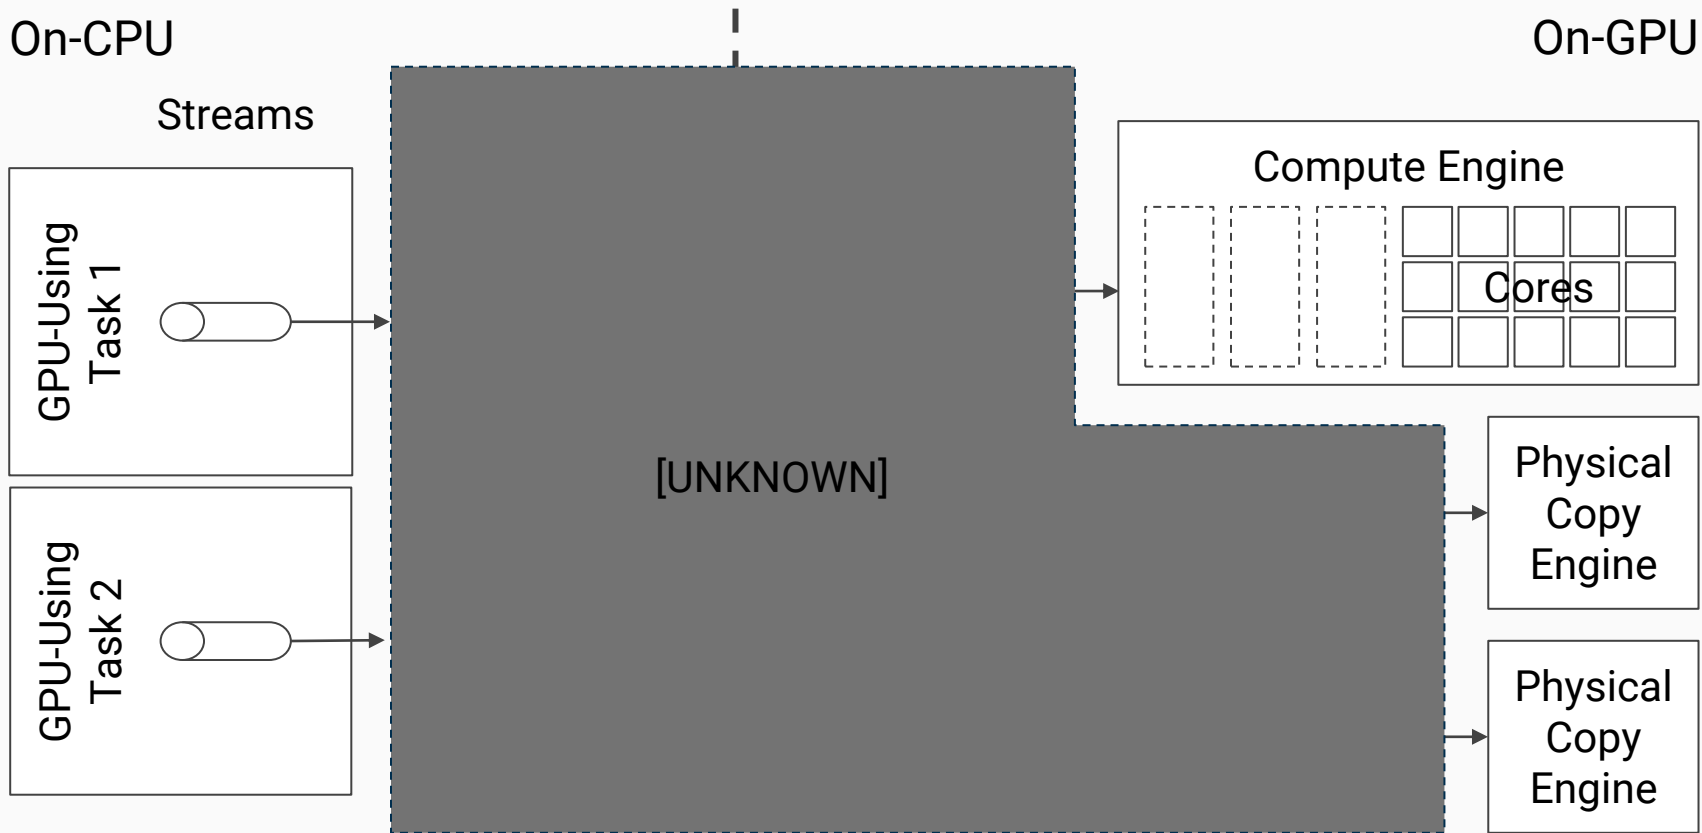 On-CPU
On-GPU
Streams
GPU-Using
Task 1
GPU-Using
Task 2
[UNKNOWN]
Compute Engine
Cores
Physical
Copy
Engine
Physical
Copy
Engine